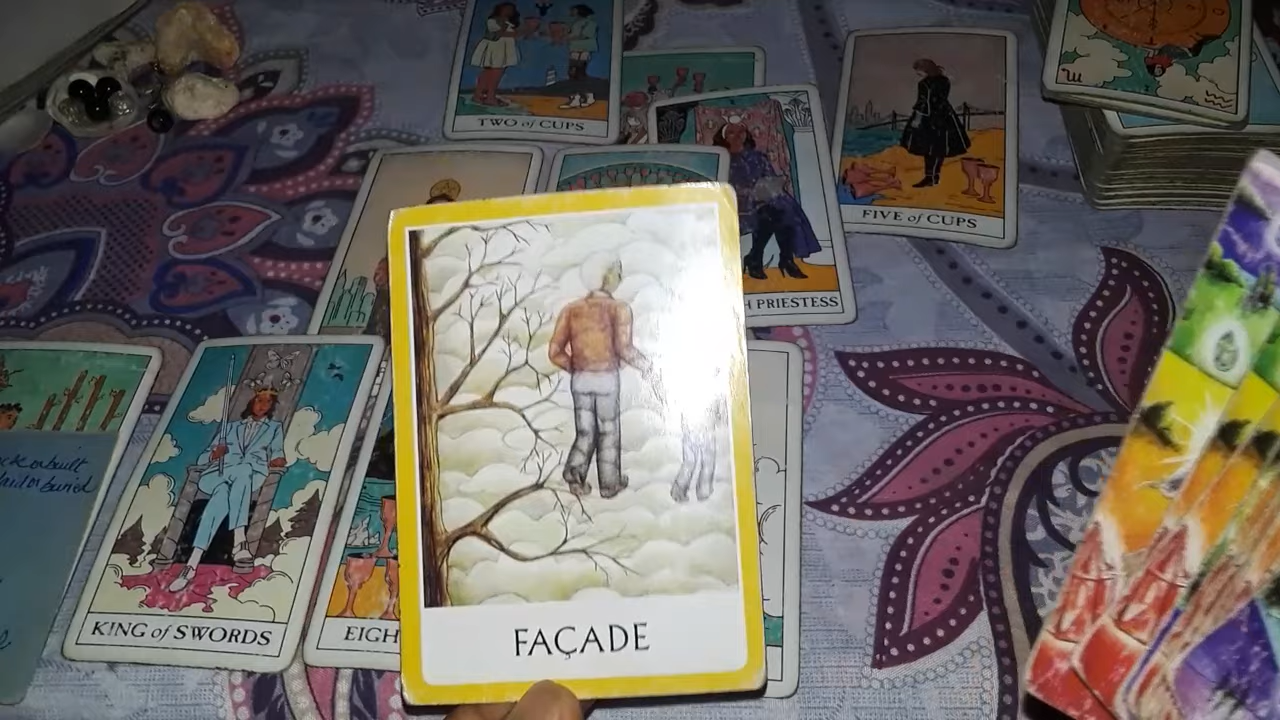 TWO of CUPS
FIVE of CUPS
H PRIESTESS
KING of SWORDS
EIGH
FAÇADE